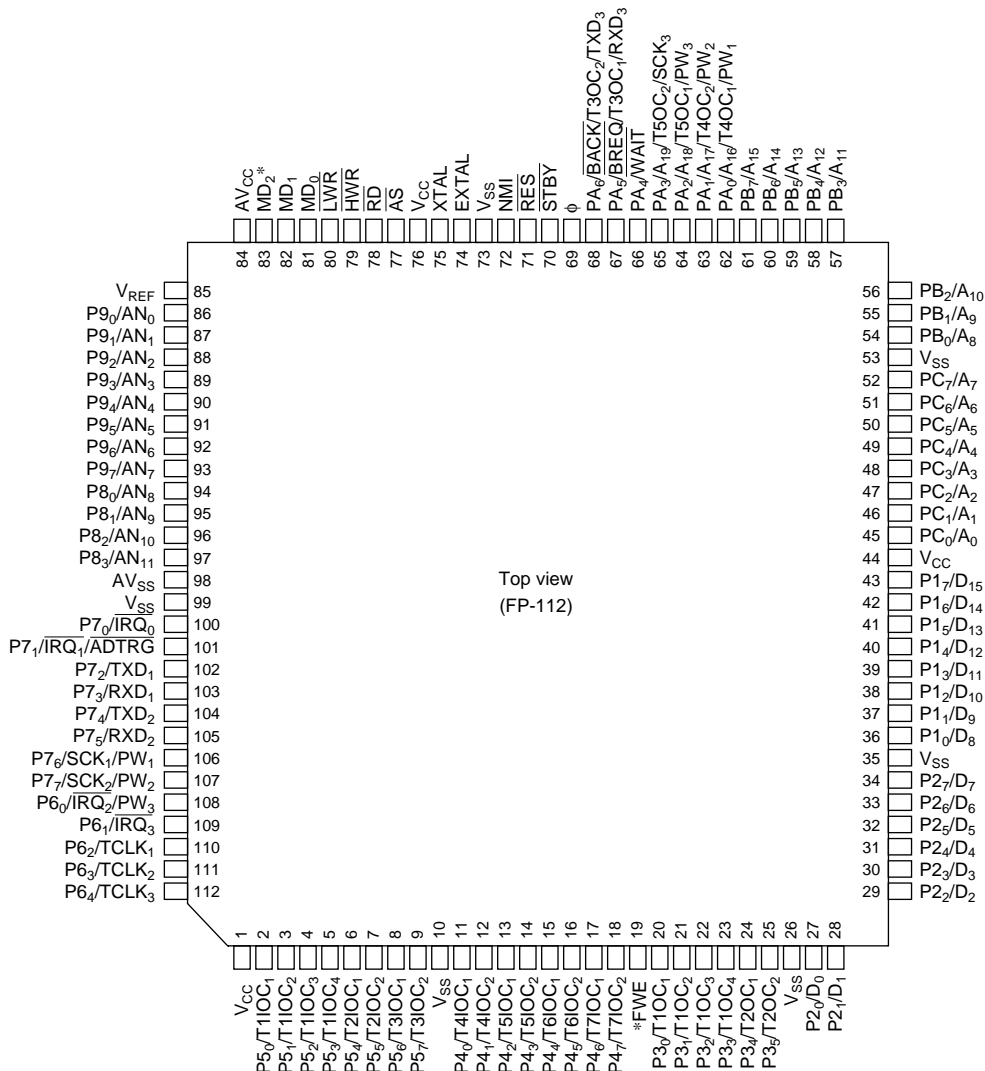 AVCC
MD2*
MD1
MD0
LWR
HWR
RD
AS
VCC
XTAL
EXTAL
VSS
NMI
RES
STBY
φ
PA6/BACK/T3OC2/TXD3
PA5/BREQ/T3OC1/RXD3
PA4/WAIT
PA3/A19/T5OC2/SCK3
PA2/A18/T5OC1/PW3
PA1/A17/T4OC2/PW2
PA0/A16/T4OC1/PW1
PB7/A15
PB6/A14
PB5/A13
PB4/A12
PB3/A11
84 83 82 81 80 79 78 77 76 75 74 73 72 71 70 69 68 67 66 65 64 63 62 61 60 59 58 57
VREF 85
P90/AN0 86
P91/AN1 87
P92/AN2 88
P93/AN3 89
P94/AN4 90
P95/AN5 91
P96/AN6 92
P97/AN7 93
P80/AN8 94
P81/AN9 95
P82/AN10 96
P83/AN11 97
AVSS 98
VSS 99
P70/IRQ0 100
P71/IRQ1/ADTRG 101
P72/TXD1 102
P73/RXD1 103
P74/TXD2 104
P75/RXD2 105
P76/SCK1/PW1 106
P77/SCK2/PW2 107
P60/IRQ2/PW3 108
P61/IRQ3 109
P62/TCLK1 110
P63/TCLK2 111
P64/TCLK3 112
Top view
(FP-112)
56 PB2/A10
55 PB1/A9
54 PB0/A8
53 VSS
52 PC7/A7
51 PC6/A6
50 PC5/A5
49 PC4/A4
48 PC3/A3
47 PC2/A2
46 PC1/A1
45 PC0/A0
44 VCC
43 P17/D15
42 P16/D14
41 P15/D13
40 P14/D12
39 P13/D11
38 P12/D10
37 P11/D9
36 P10/D8
35 VSS
34 P27/D7
33 P26/D6
32 P25/D5
31 P24/D4
30 P23/D3
29 P22/D2
1 2 3 4 5 6 7 8 9 10 11 12 13 14 15 16 17 18 19 20 21 22 23 24 25 26 27 28
VCC
P50/T1IOC1
P51/T1IOC2
P52/T1IOC3
P53/T1IOC4
P54/T2IOC1
P55/T2IOC2
P56/T3IOC1
P57/T3IOC2
VSS
P40/T4IOC1
P41/T4IOC2
P42/T5IOC1
P43/T5IOC2
P44/T6IOC1
P45/T6IOC2
P46/T7IOC1
P47/T7IOC2
*FWE
P30/T1OC1
P31/T1OC2
P32/T1OC3
P33/T1OC4
P34/T2OC1
P35/T2OC2
VSS
P20/D0
P21/D1